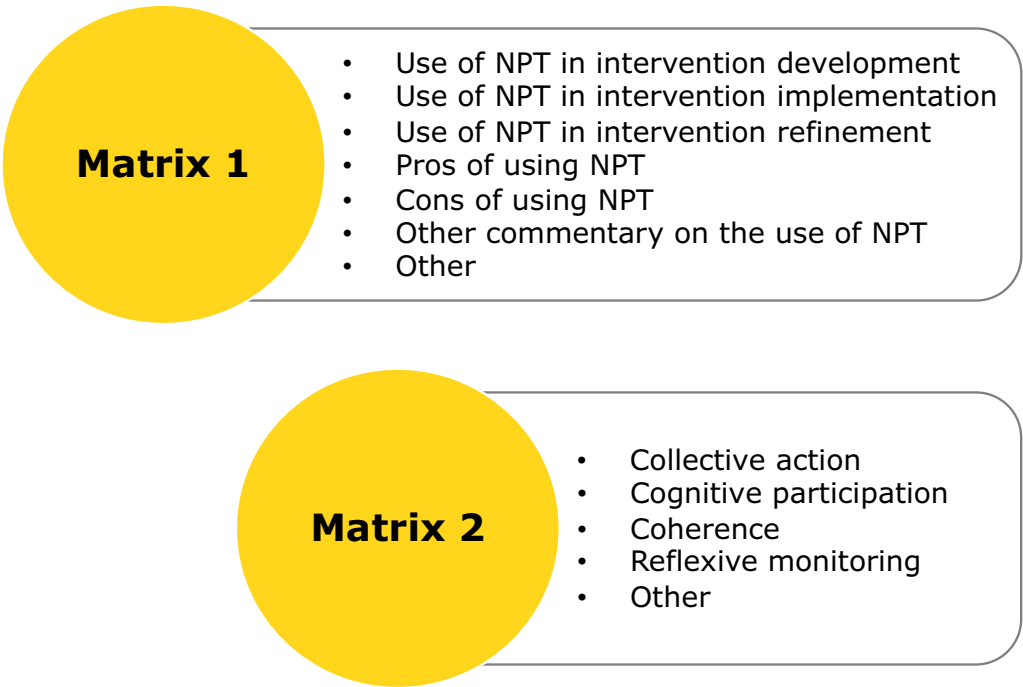 Matrix 1
• Use of NPT in intervention development
• Use of NPT in intervention implementation
• Use of NPT in intervention refinement
• Pros of using NPT
• Cons of using NPT
• Other commentary on the use of NPT
• Other
Matrix 2
• Collective action
• Cognitive participation
• Coherence
• Reflexive monitoring
• Other